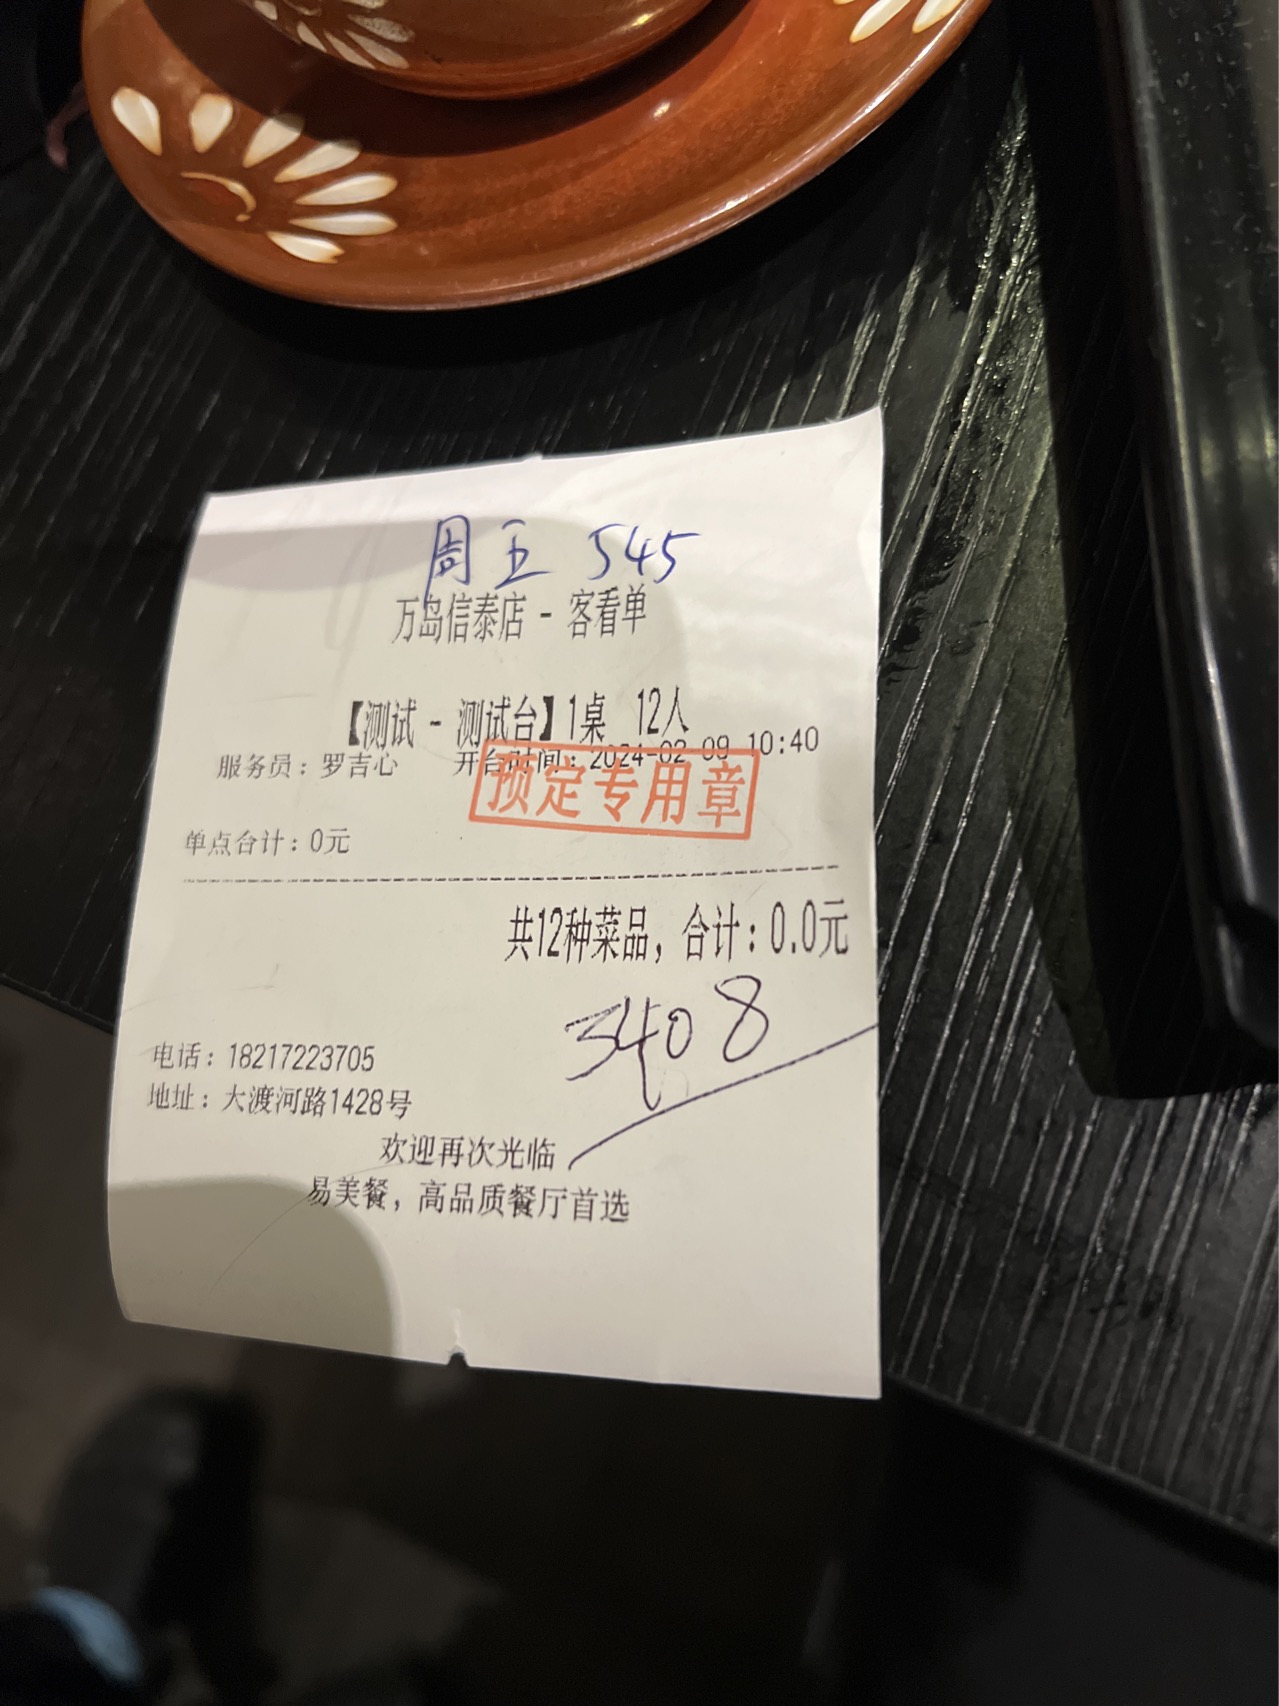 周五 545
万岛信泰店 - 客看单
【测试 - 测试台】1桌 12人
服务员：罗吉心 开台时间：2024-02-09 10:40
预定专用章
单点合计：0元
共12种菜品，合计：0.0元
3408
电话：18217223705
地址：大渡河路1428号
欢迎再次光临
易美餐，高品质餐厅首选